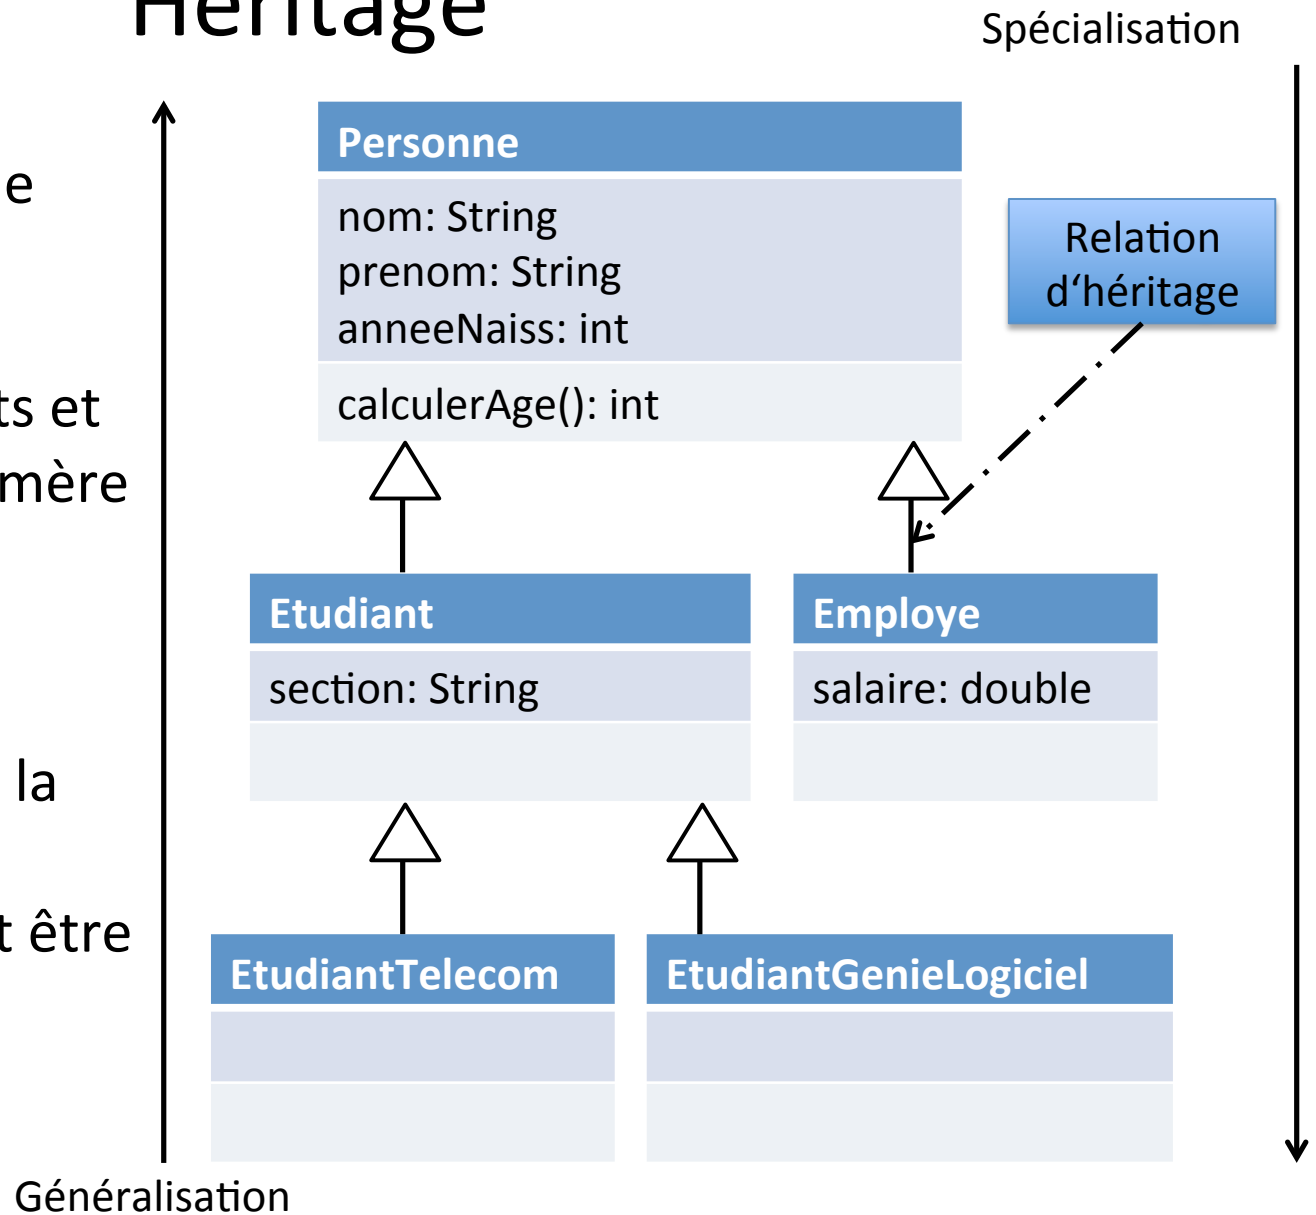 Héritage
Spécialisation
e
ts et
mère
la
t être
Personne
nom: String
prenom: String
anneeNaiss: int
calculerAge(): int
Relation
d‘héritage
Etudiant
section: String
Employe
salaire: double
EtudiantTelecom
EtudiantGenieLogiciel
Généralisation